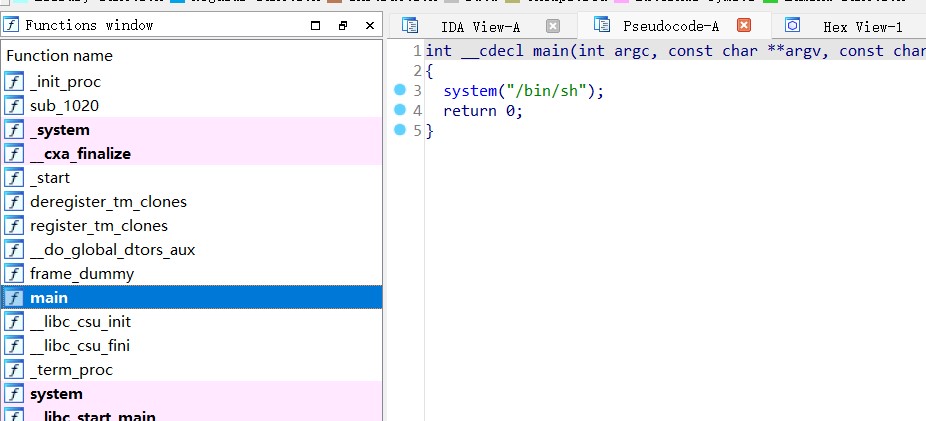 Functions window
Function name
_init_proc
sub_1020
_system
__cxa_finalize
_start
deregister_tm_clones
register_tm_clones
__do_global_dtors_aux
frame_dummy
main
__libc_csu_init
__libc_csu_fini
_term_proc
system
__libc_start_main
IDA View-A
Pseudocode-A
Hex View-1
1 int __cdecl main(int argc, const char **argv, const char
2 {
3 system("/bin/sh");
4 return 0;
5 }